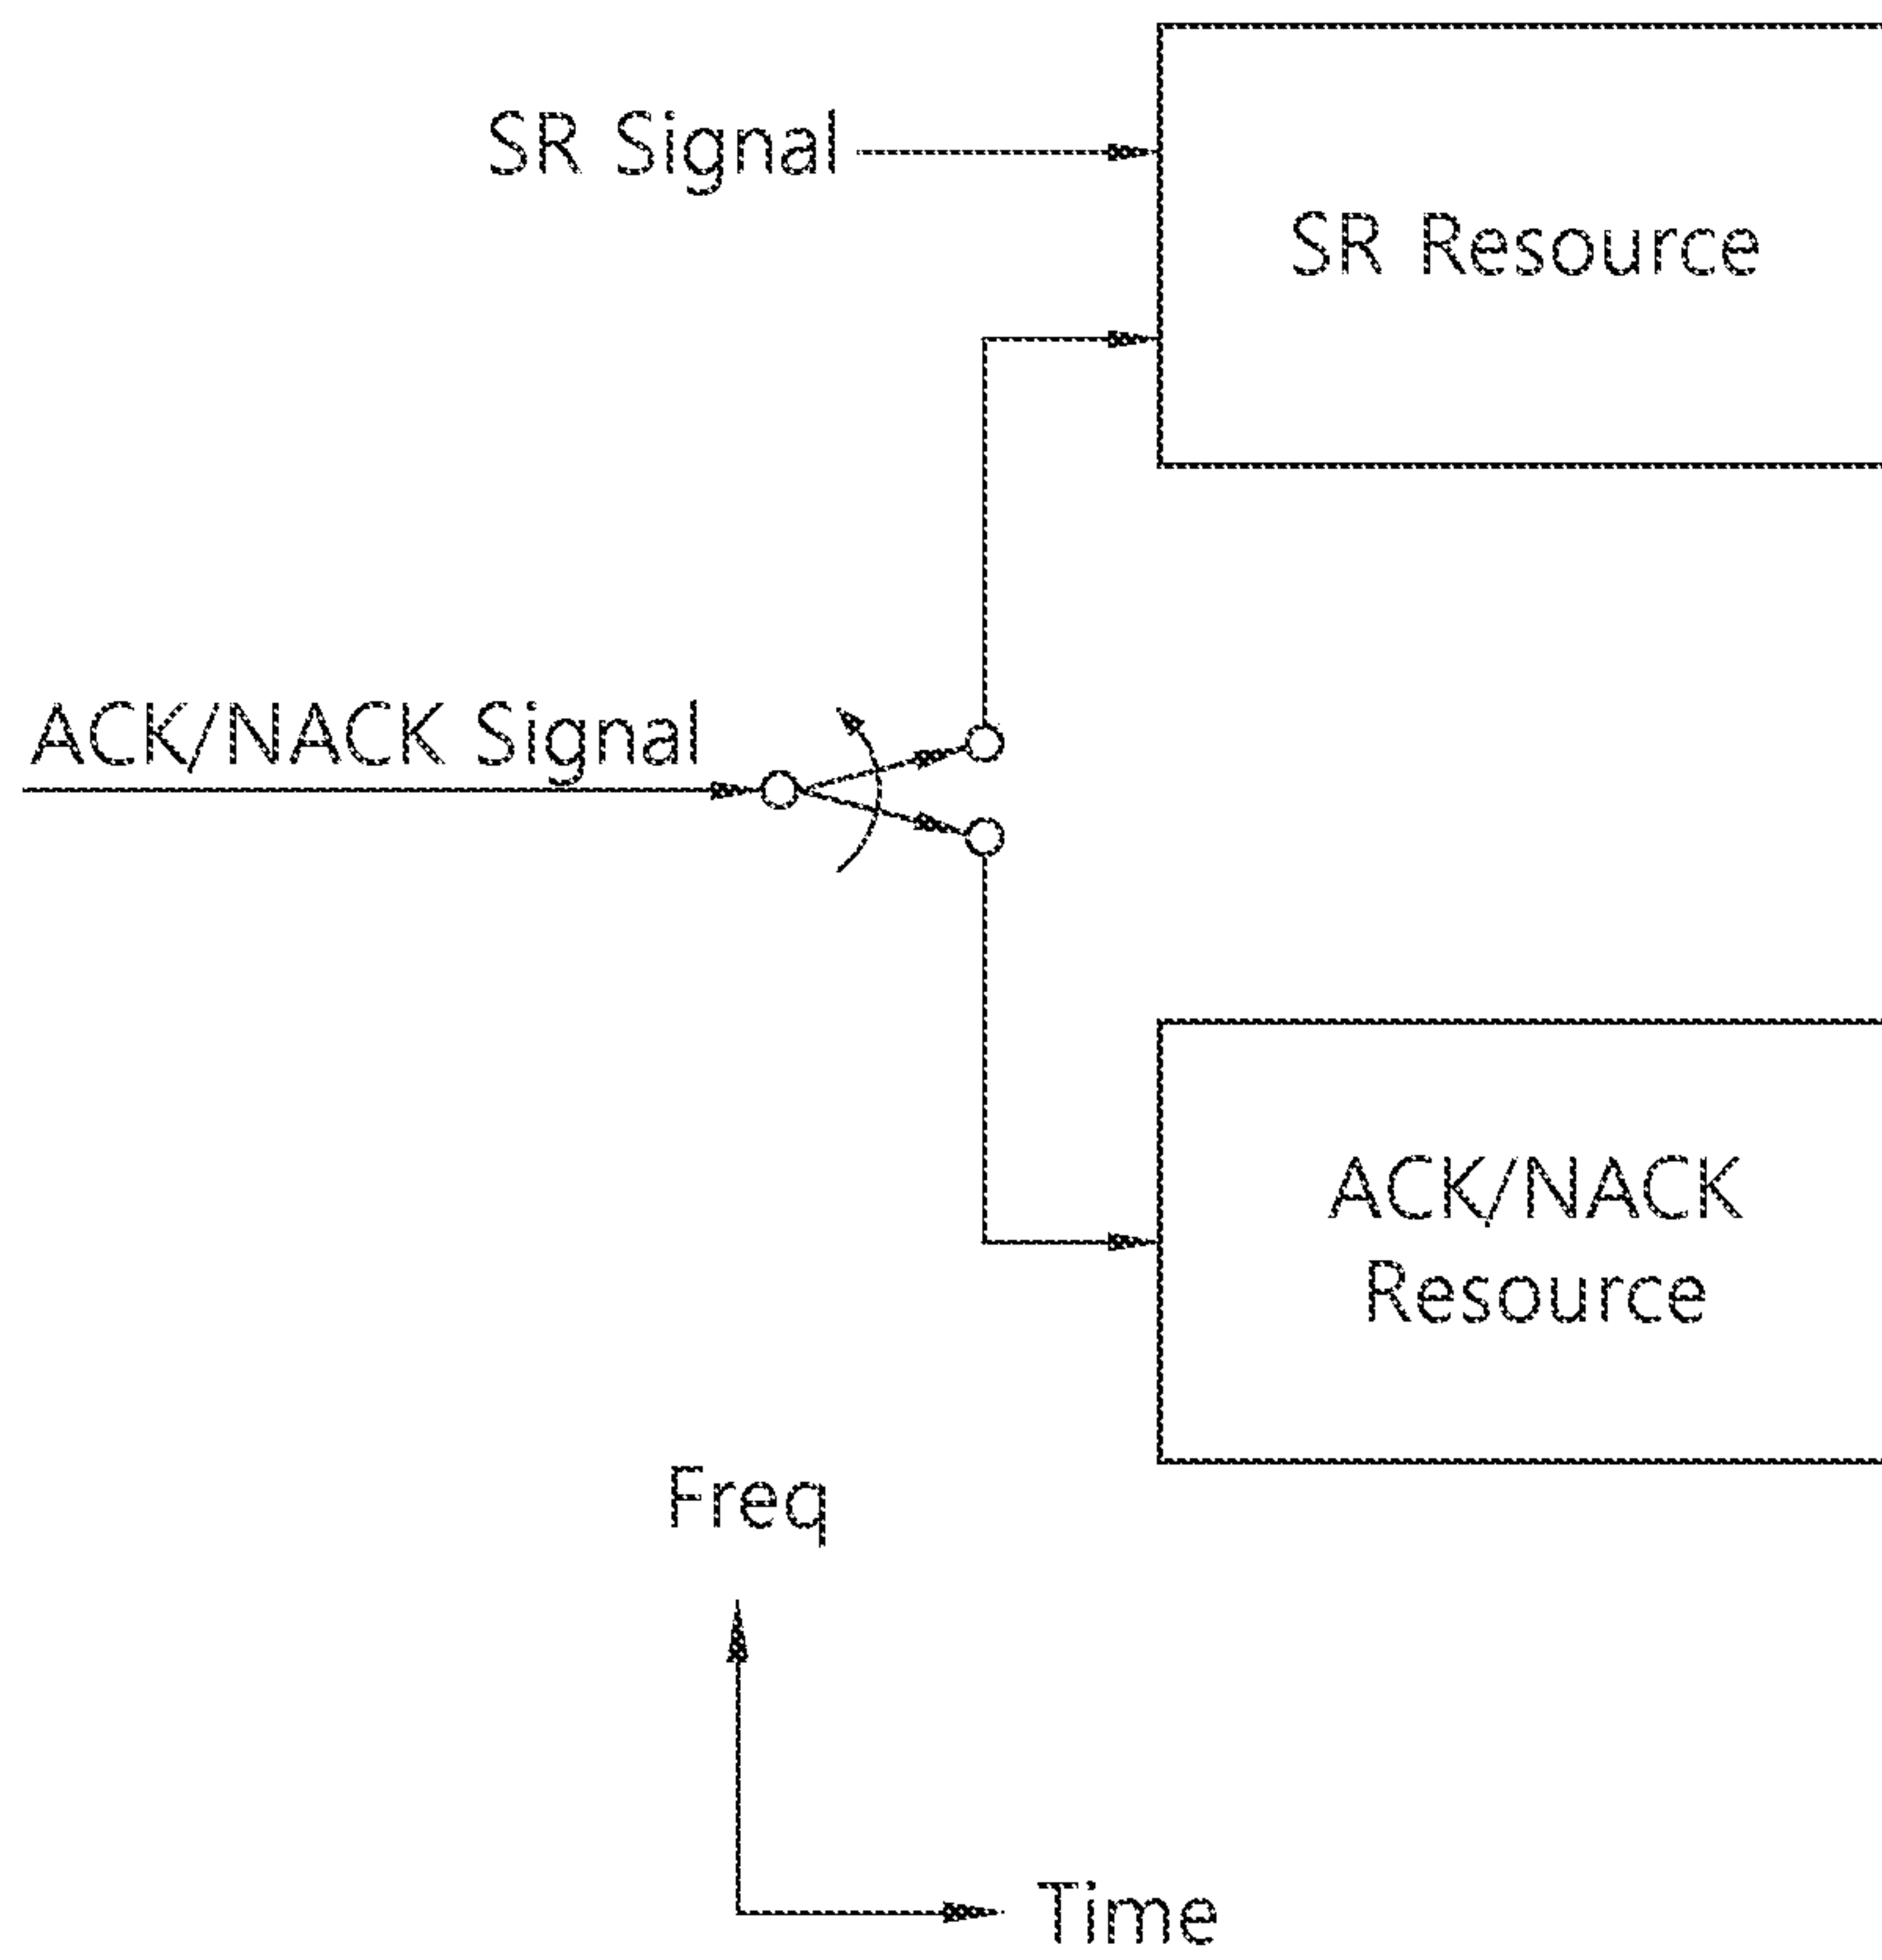 SR Signal
SR Resource
ACK/NACK Signal
ACK/NACK
Resource
Freq
Time